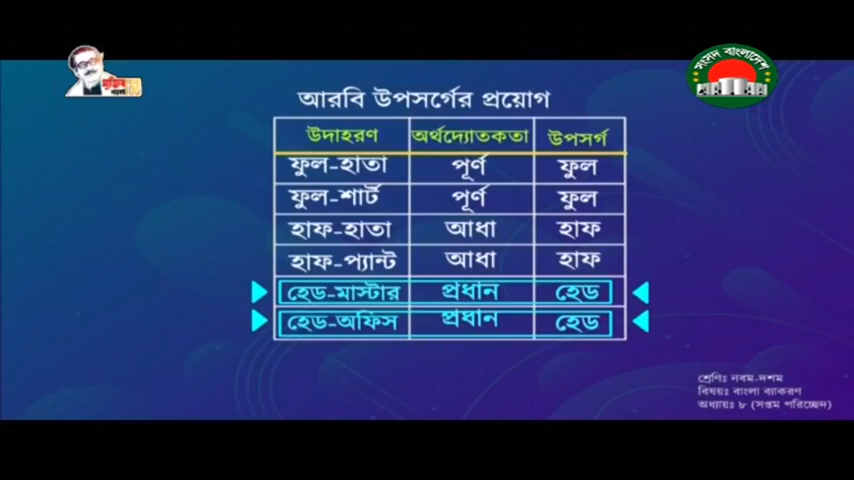 সংসদ বাংলাদেশ
আরবি উপসর্গের প্রয়োগ
উদাহরণ অর্থদ্যোতকতা উপসর্গ
ফুল-হাতা পূর্ণ ফুল
ফুল-শার্ট পূর্ণ ফুল
হাফ-হাতা আধা হাফ
হাফ-প্যান্ট আধা হাফ
হেড-মাস্টার প্রধান হেড
হেড-অফিস প্রধান হেড
শ্রেণিঃ নবম-দশম
বিষয়ঃ বাংলা ব্যাকরণ
অধ্যায়ঃ ৮ (সপ্তম পরিচ্ছেদ)